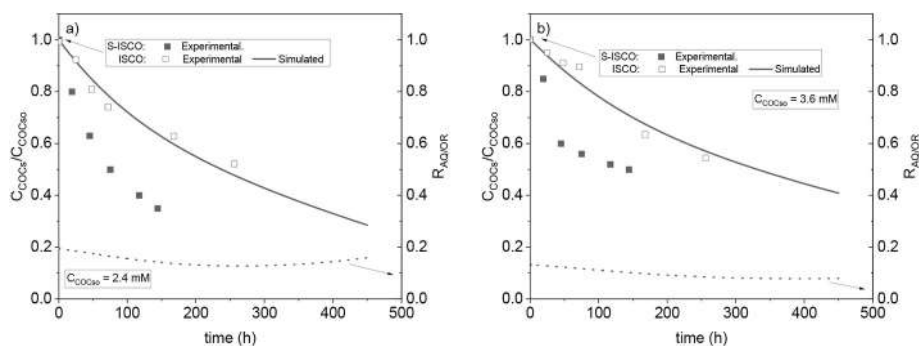 a)
S-ISCO: Experimental.
ISCO: Experimental Simulated
C_COCs/C_COCso
1.0
0.8
0.6
0.4
0.2
0.0
C_COCso = 2.4 mM
0 100 200 300 400 500
time (h)
1.0
0.8
0.6
0.4
0.2
0.0
R_AQ/OR
b)
S-ISCO: Experimental.
ISCO: Experimental Simulated
C_COCso = 3.6 mM
C_COCs/C_COCso
1.0
0.8
0.6
0.4
0.2
0.0
0 100 200 300 400 500
time (h)
1.0
0.8
0.6
0.4
0.2
0.0
R_AQ/OR